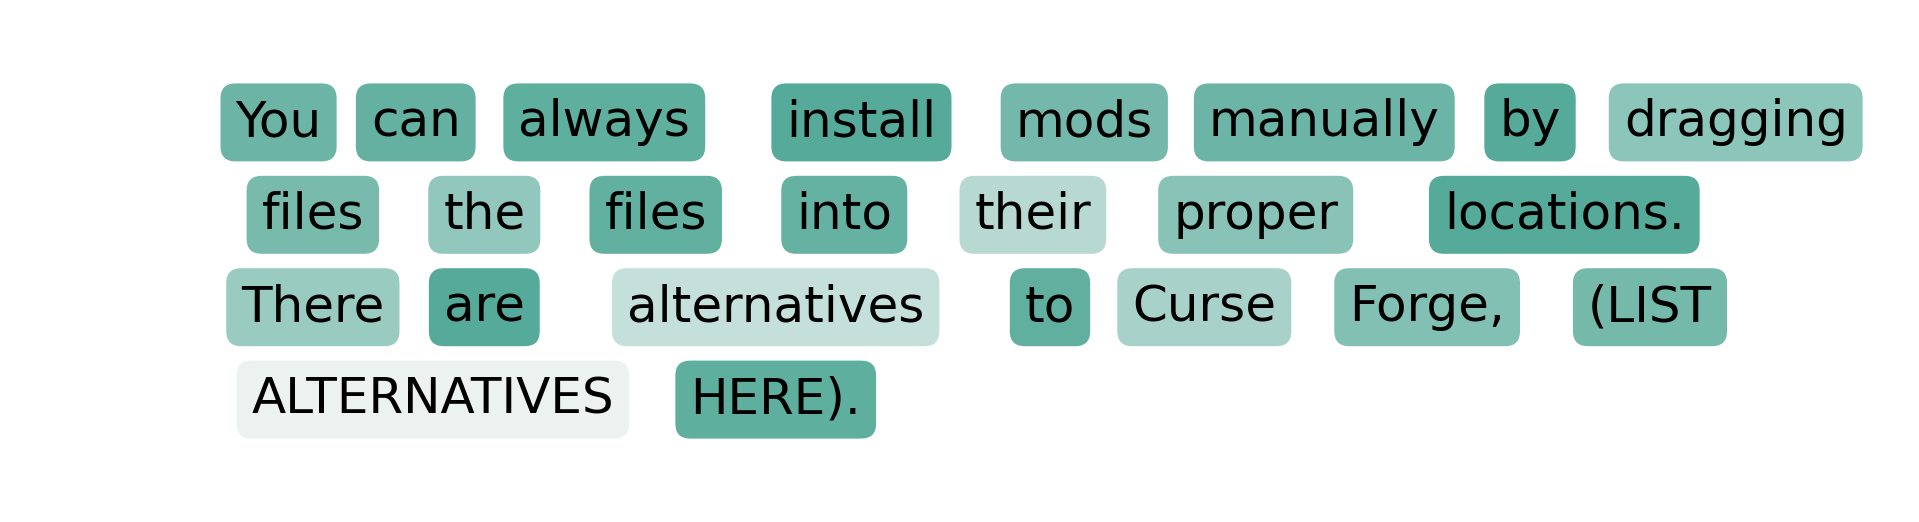 You can always install mods manually by dragging
files the files into their proper locations.
There are alternatives to Curse Forge, (LIST
ALTERNATIVES HERE).